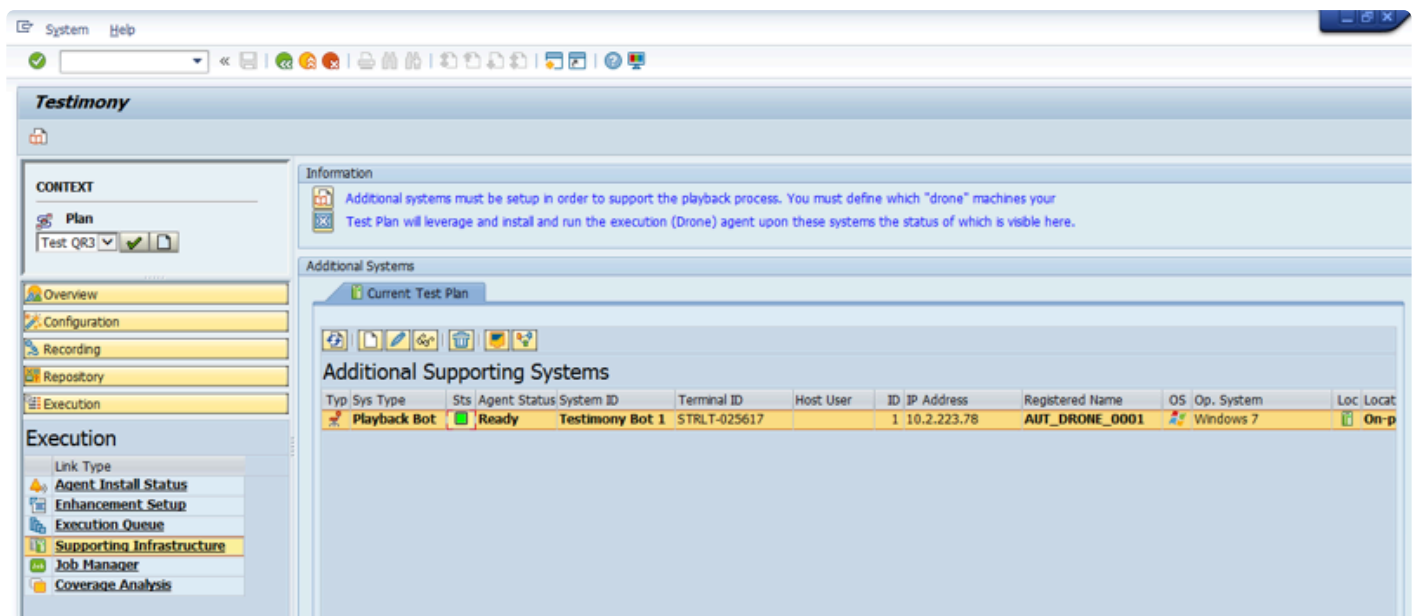 System Help
Testimony
CONTEXT
Plan
Test QR3
Overview
Configuration
Recording
Repository
Execution
Execution
Link Type
Agent Install Status
Enhancement Setup
Execution Queue
Supporting Infrastructure
Job Manager
Coverage Analysis
Information
Additional systems must be setup in order to support the playback process. You must define which "drone" machines your
Test Plan will leverage and install and run the execution (Drone) agent upon these systems the status of which is visible here.
Additional Systems
Current Test Plan
Additional Supporting Systems
Typ Sys Type Sts Agent Status System ID Terminal ID Host User ID IP Address Registered Name OS Op. System Loc Locat
Playback Bot Ready Testimony Bot 1 STRLT-025617 1 10.2.223.78 AUT_DRONE_0001 Windows 7 On-p